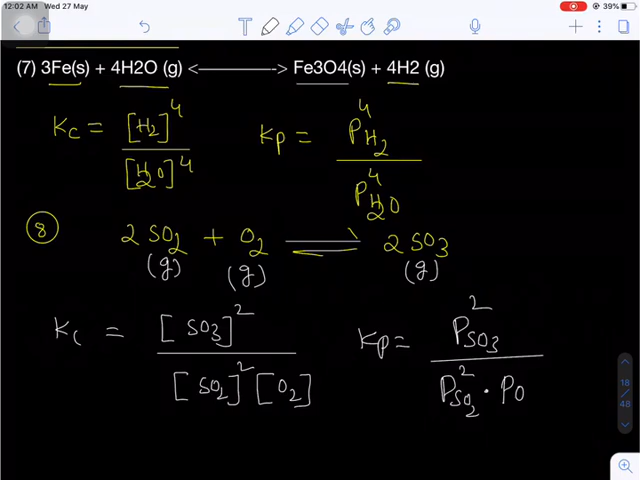 12:02 AM Wed 27 May 39%
(7) 3Fe(s) + 4H2O (g) <————> Fe3O4(s) + 4H2 (g)
Kc = [H2]^4 / [H2O]^4 Kp = P^4 H2 / P^4 H2O
8 2 SO2 (g) + O2 (g) ⇌ 2 SO3 (g)
Kc = [SO3]^2 / [SO2]^2 [O2] Kp = P^2 SO3 / P^2 SO2 · PO
18 / 48